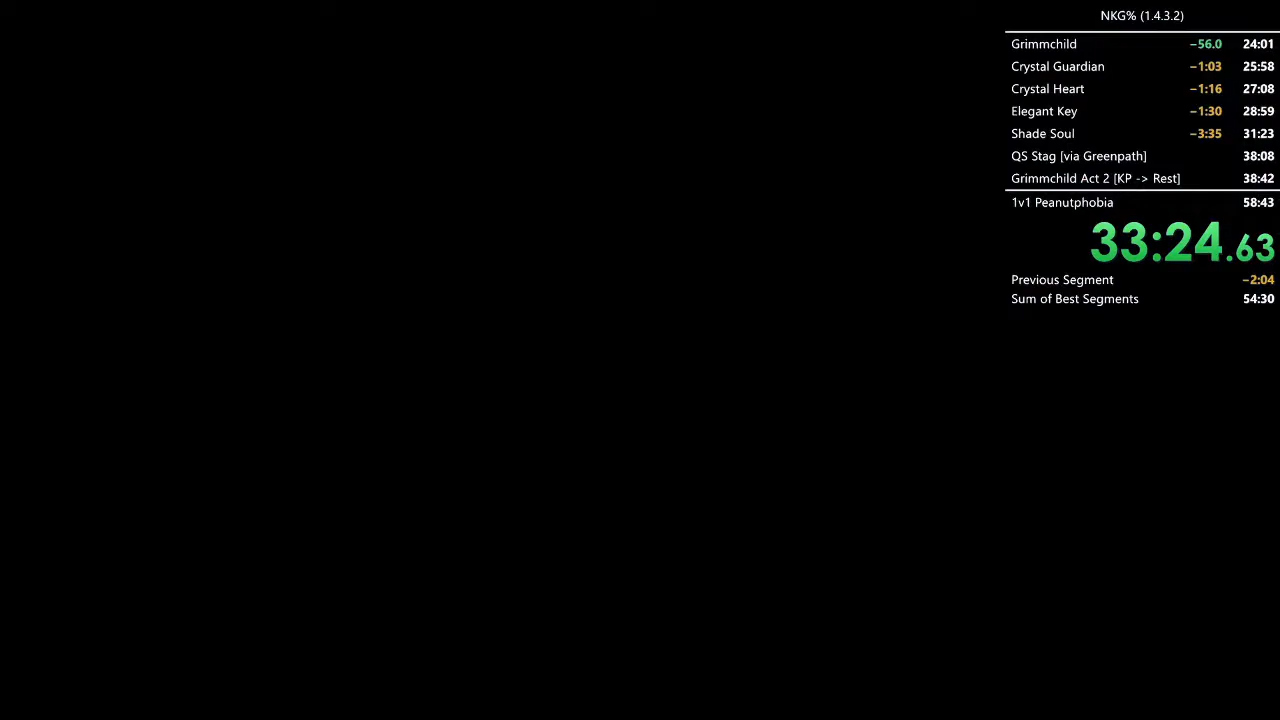 NKG% (1.4.3.2)
Grimmchild −56.0 24:01
Crystal Guardian −1:03 25:58
Crystal Heart −1:16 27:08
Elegant Key −1:30 28:59
Shade Soul −3:35 31:23
QS Stag [via Greenpath] 38:08
Grimmchild Act 2 [KP -> Rest] 38:42
1v1 Peanutphobia 58:43
33:24.63
Previous Segment −2:04
Sum of Best Segments 54:30